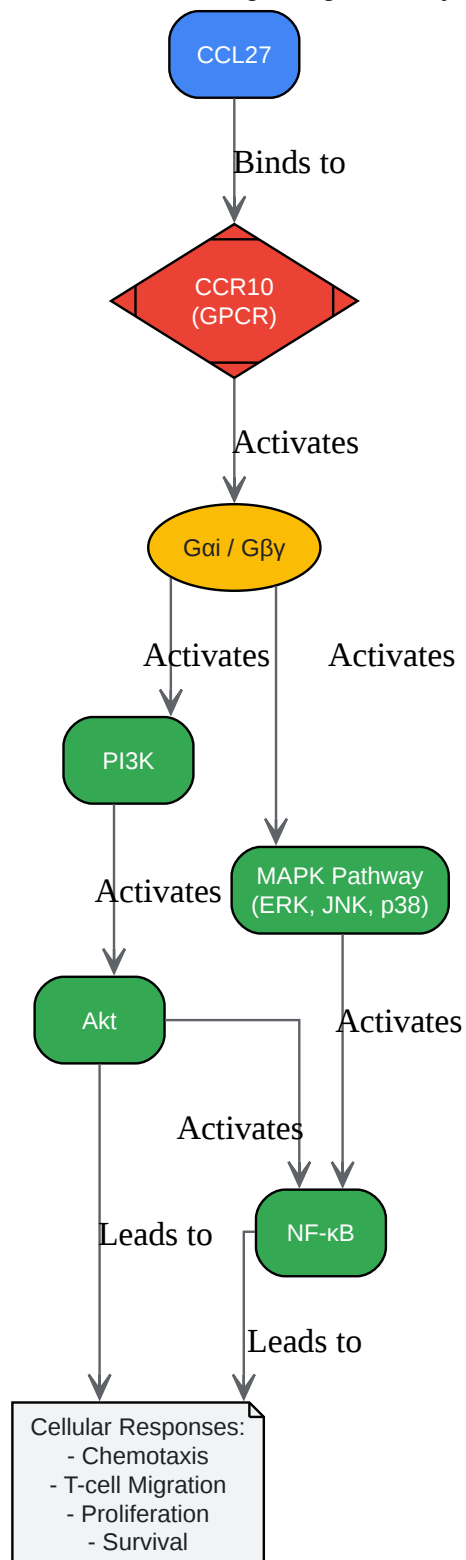 CCL27
Binds to
CCR10
(GPCR)
Activates
Gαi / Gβγ
Activates
Activates
PI3K
MAPK Pathway
(ERK, JNK, p38)
Activates
Akt
Activates
Activates
NF-κB
Leads to
Leads to
Cellular Responses:
- Chemotaxis
- T-cell Migration
- Proliferation
- Survival